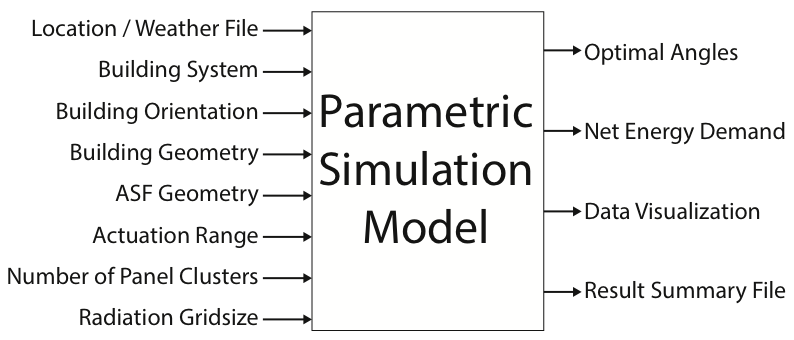 Location / Weather File
Building System
Building Orientation
Building Geometry
ASF Geometry
Actuation Range
Number of Panel Clusters
Radiation Gridsize
Parametric
Simulation
Model
Optimal Angles
Net Energy Demand
Data Visualization
Result Summary File